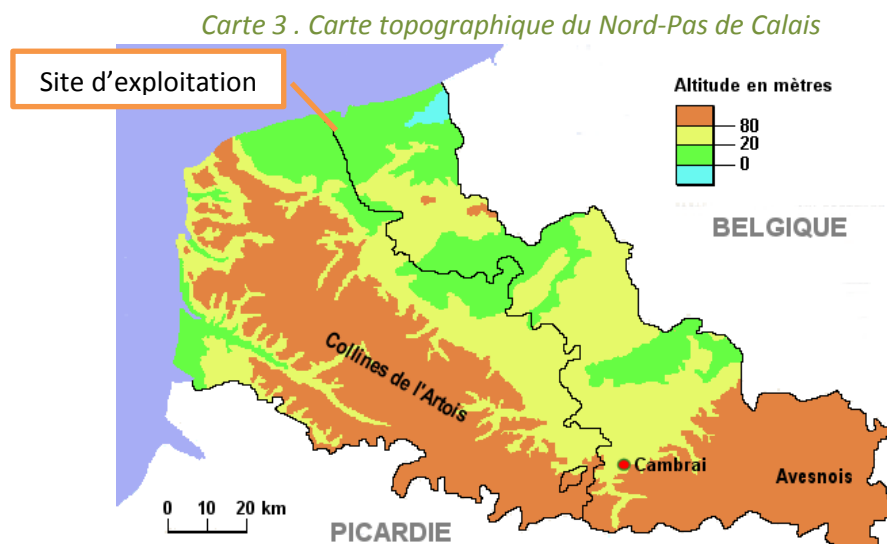 Carte 3 . Carte topographique du Nord-Pas de Calais
Site d'exploitation
Altitude en mètres
80
20
0
BELGIQUE
Collines de l'Artois
Cambrai
Avesnois
0 10 20 km
PICARDIE